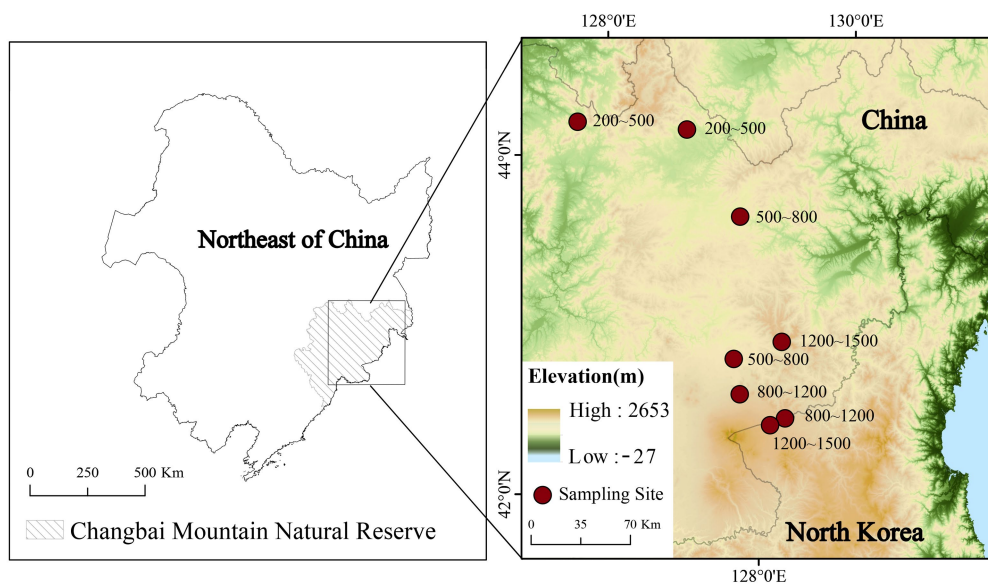 Northeast of China
0 250 500 Km
Changbai Mountain Natural Reserve
128°0'E 130°0'E
44°0'N
42°0'N
200~500
200~500
China
500~800
1200~1500
500~800
800~1200
800~1200
1200~1500
Elevation(m)
High : 2653
Low :-27
Sampling Site
0 35 70 Km
North Korea
128°0'E